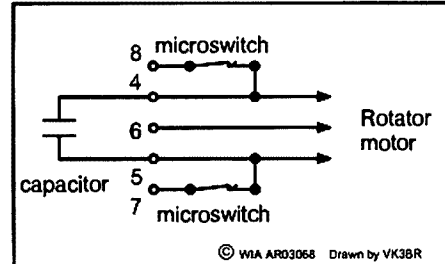 8
microswitch
4
6
Rotator
motor
capacitor
5
7
microswitch
© WIA AR03068 Drawn by VK3BR